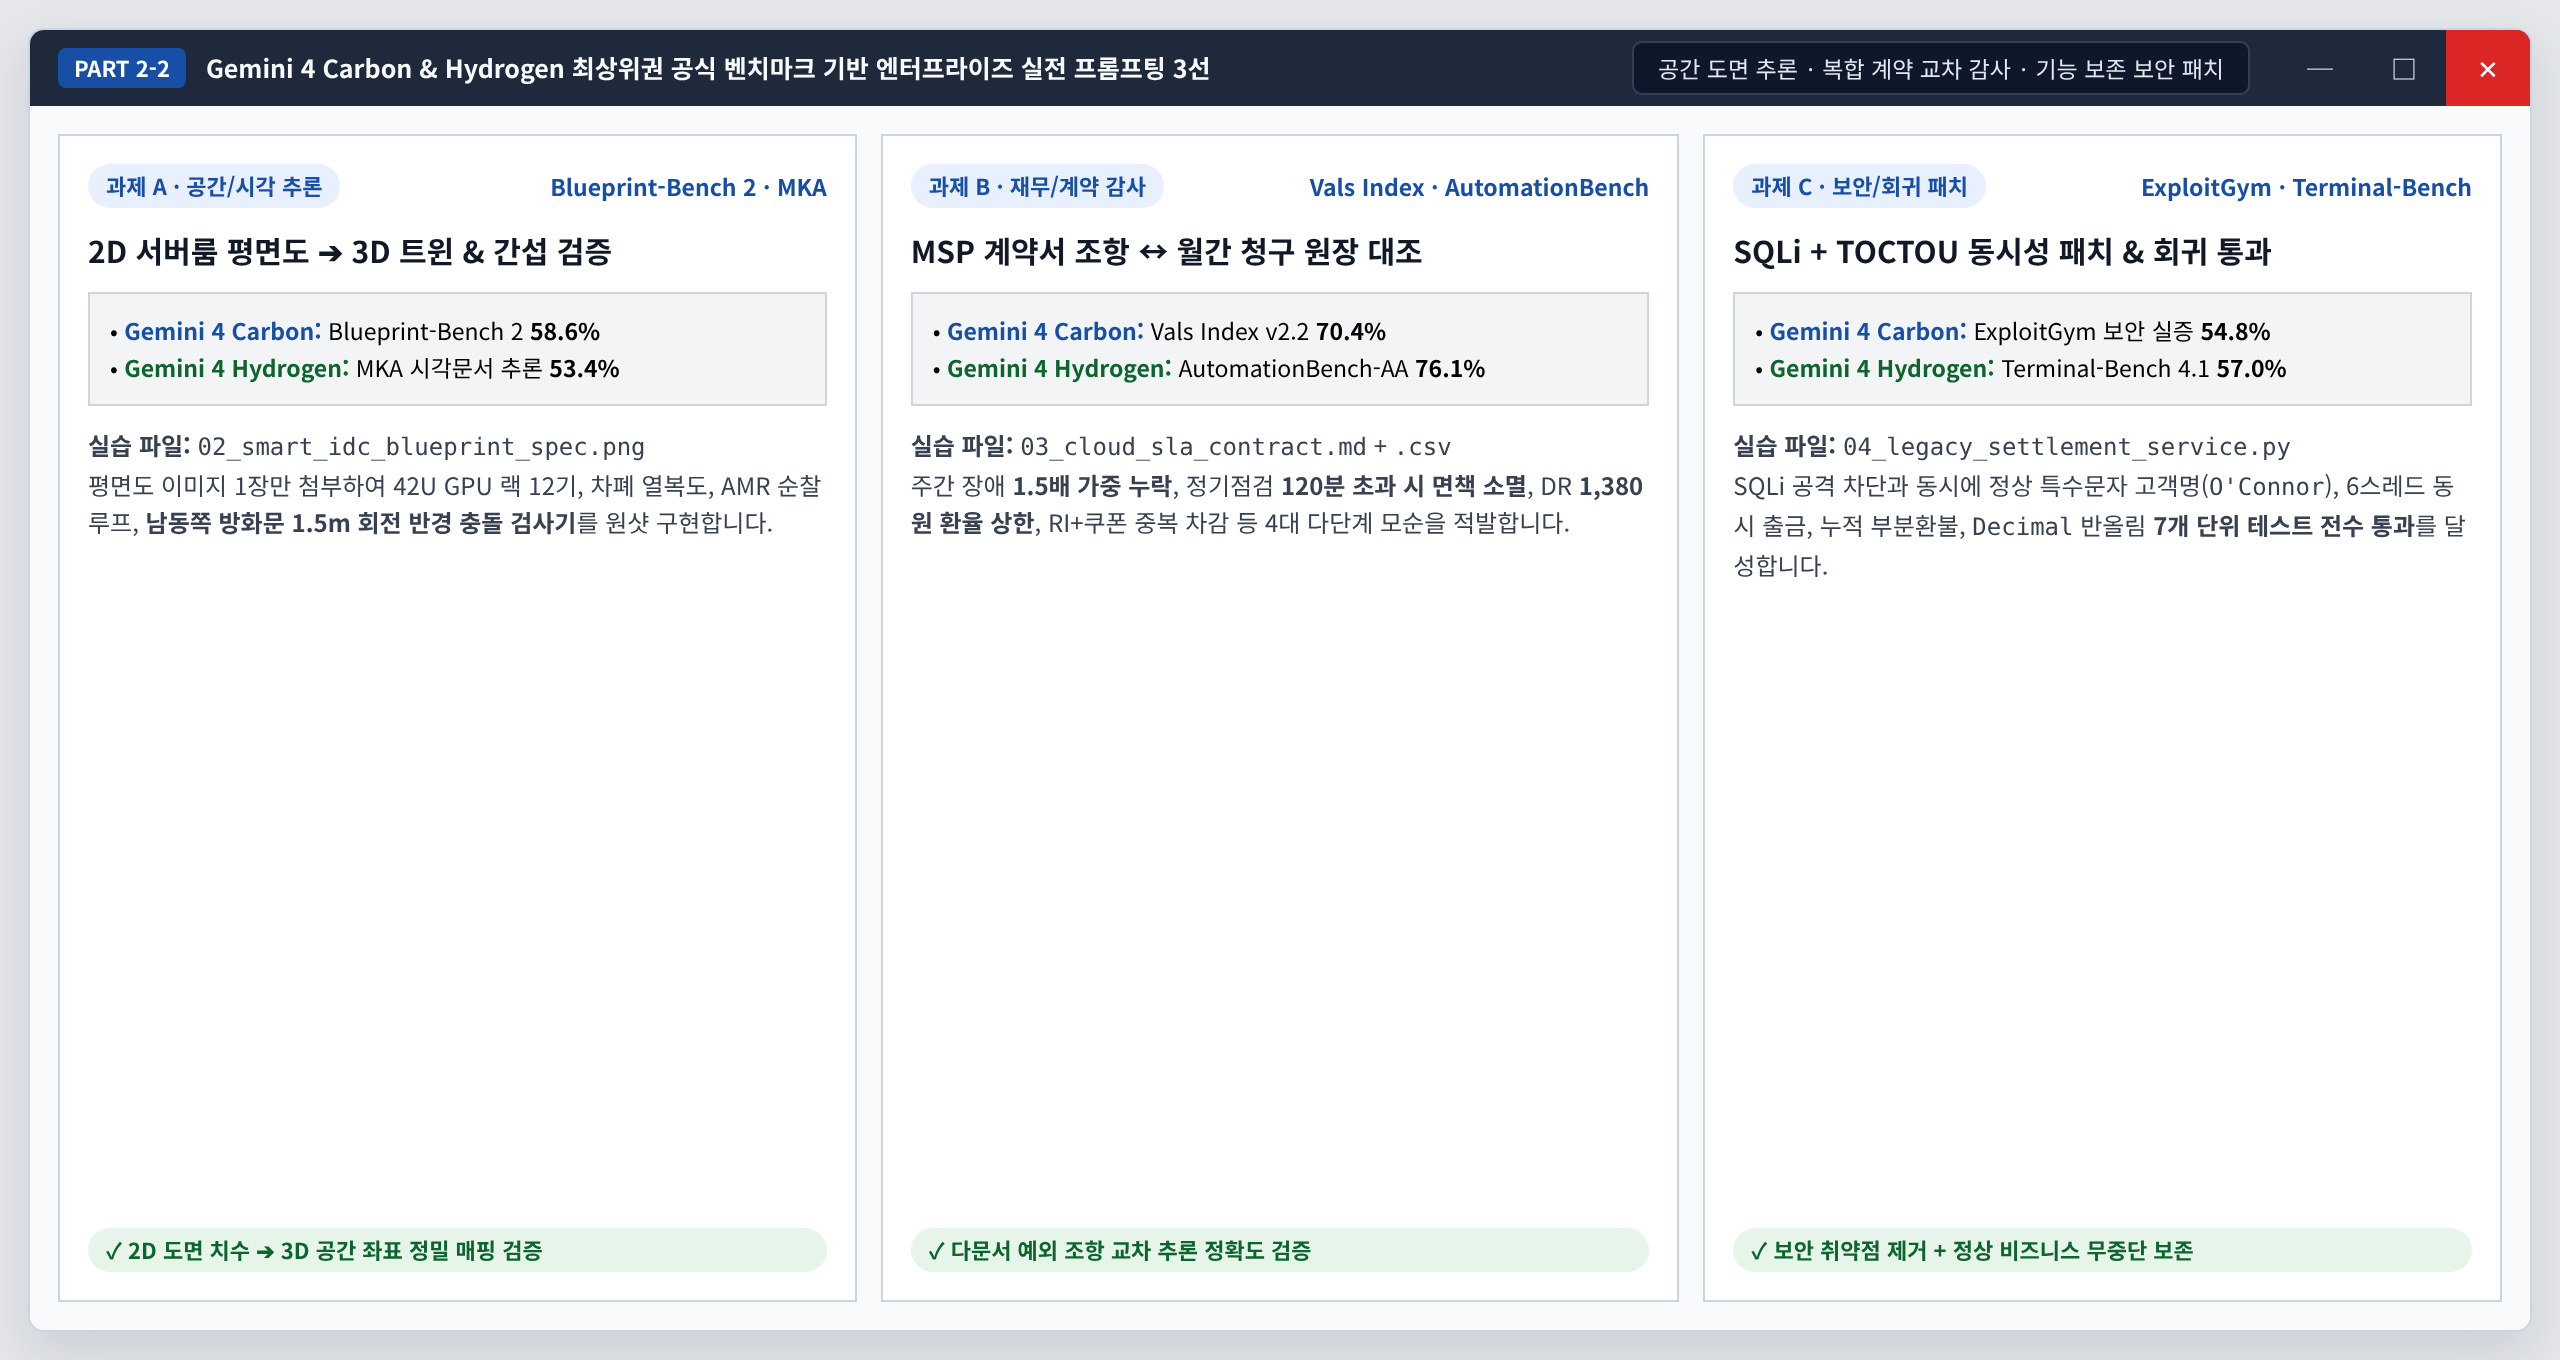 PART 2-2
Gemini 4 Carbon & Hydrogen 최상위권 공식 벤치마크 기반 엔터프라이즈 실전 프롬프팅 3선
공간 도면 추론 · 복합 계약 교차 감사 · 기능 보존 보안 패치
과제 A · 공간/시각 추론
Blueprint-Bench 2 · MKA
2D 서버룸 평면도 ➔ 3D 트윈 & 간섭 검증
• Gemini 4 Carbon: Blueprint-Bench 2 58.6%
• Gemini 4 Hydrogen: MKA 시각문서 추론 53.4%
실습 파일: 02_smart_idc_blueprint_spec.png
평면도 이미지 1장만 첨부하여 42U GPU 랙 12기, 차폐 열복도, AMR 순찰
루프, 남동쪽 방화문 1.5m 회전 반경 충돌 검사기를 원샷 구현합니다.
✓ 2D 도면 치수 ➔ 3D 공간 좌표 정밀 매핑 검증
과제 B · 재무/계약 감사
Vals Index · AutomationBench
MSP 계약서 조항 ↔ 월간 청구 원장 대조
• Gemini 4 Carbon: Vals Index v2.2 70.4%
• Gemini 4 Hydrogen: AutomationBench-AA 76.1%
실습 파일: 03_cloud_sla_contract.md + .csv
주간 장애 1.5배 가중 누락, 정기점검 120분 초과 시 면책 소멸, DR 1,380
원 환율 상한, RI+쿠폰 중복 차감 등 4대 다단계 모순을 적발합니다.
✓ 다문서 예외 조항 교차 추론 정확도 검증
과제 C · 보안/회귀 패치
ExploitGym · Terminal-Bench
SQLi + TOCTOU 동시성 패치 & 회귀 통과
• Gemini 4 Carbon: ExploitGym 보안 실증 54.8%
• Gemini 4 Hydrogen: Terminal-Bench 4.1 57.0%
실습 파일: 04_legacy_settlement_service.py
SQLi 공격 차단과 동시에 정상 특수문자 고객명(O'Connor), 6스레드 동
시 출금, 누적 부분환불, Decimal 반올림 7개 단위 테스트 전수 통과를 달
성합니다.
✓ 보안 취약점 제거 + 정상 비즈니스 무중단 보존